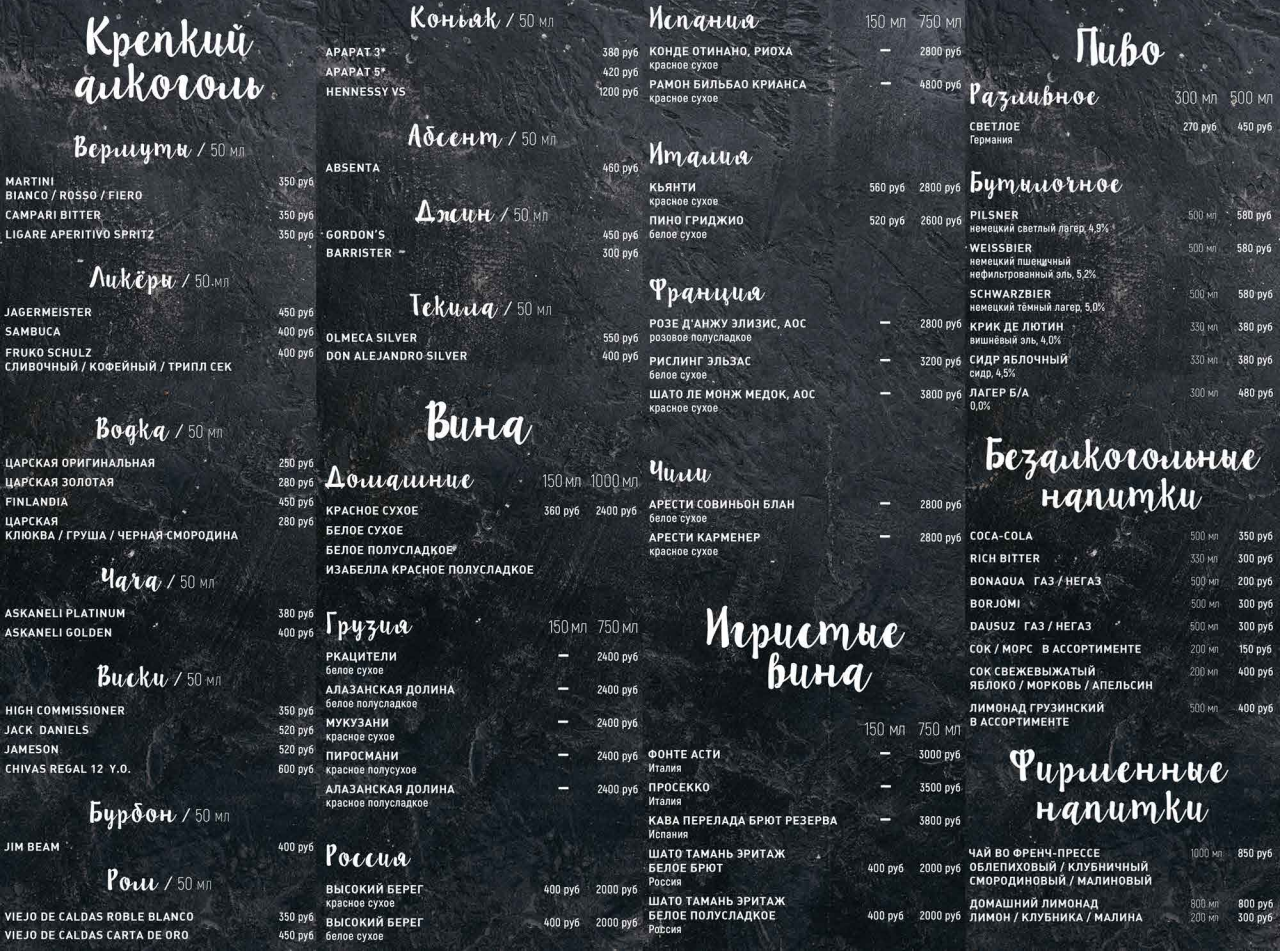 Крепкий
алкоголь
Вермуты / 50 мл
MARTINI 350 руб
BIANCO / ROSSO / FIERO
CAMPARI BITTER 350 руб
LIGARE APERITIVO SPRITZ 350 руб
Ликёры / 50 мл
JAGERMEISTER 450 руб
SAMBUCA 400 руб
FRUKO SCHULZ 400 руб
СЛИВОЧНЫЙ / КОФЕЙНЫЙ / ТРИПЛ СЕК
Водка / 50 мл
ЦАРСКАЯ ОРИГИНАЛЬНАЯ 250 руб
ЦАРСКАЯ ЗОЛОТАЯ 280 руб
FINLANDIA 450 руб
ЦАРСКАЯ 280 руб
КЛЮКВА / ГРУША / ЧЕРНАЯ СМОРОДИНА
Чача / 50 мл
ASKANELI PLATINUM 380 руб
ASKANELI GOLDEN 400 руб
Виски / 50 мл
HIGH COMMISSIONER 350 руб
JACK DANIELS 520 руб
JAMESON 520 руб
CHIVAS REGAL 12 Y.O. 600 руб
Бурбон / 50 мл
JIM BEAM 400 руб
Ром / 50 мл
VIEJO DE CALDAS ROBLE BLANCO 350 руб
VIEJO DE CALDAS CARTA DE ORO 450 руб
Коньяк / 50 мл
АРАРАТ 3* 380 руб
АРАРАТ 5* 420 руб
HENNESSY VS 1200 руб
Абсент / 50 мл
ABSENTA 460 руб
Джин / 50 мл
GORDON'S 450 руб
BARRISTER 300 руб
Текила / 50 мл
OLMECA SILVER 550 руб
DON ALEJANDRO SILVER 400 руб
Вина
Домашние 150 мл 1000 мл
КРАСНОЕ СУХОЕ 360 руб 2400 руб
БЕЛОЕ СУХОЕ
БЕЛОЕ ПОЛУСЛАДКОЕ
ИЗАБЕЛЛА КРАСНОЕ ПОЛУСЛАДКОЕ
Грузия 150 мл 750 мл
РКАЦИТЕЛИ – 2400 руб
белое сухое
АЛАЗАНСКАЯ ДОЛИНА – 2400 руб
белое полусладкое
МУКУЗАНИ – 2400 руб
красное сухое
ПИРОСМАНИ – 2400 руб
красное полусухое
АЛАЗАНСКАЯ ДОЛИНА – 2400 руб
красное полусладкое
Россия
ВЫСОКИЙ БЕРЕГ 400 руб 2000 руб
красное сухое
ВЫСОКИЙ БЕРЕГ 400 руб 2000 руб
белое сухое
Испания 150 мл 750 мл
КОНДЕ ОТИНАНО, РИОХА – 2800 руб
красное сухое
РАМОН БИЛЬБАО КРИАНСА – 4800 руб
красное сухое
Италия
КЬЯНТИ 560 руб 2800 руб
красное сухое
ПИНО ГРИДЖИО 520 руб 2600 руб
белое сухое
Франция
РОЗЕ Д'АНЖУ ЭЛИЗИС, АОС – 2800 руб
розовое полусладкое
РИСЛИНГ ЭЛЬЗАС – 3200 руб
белое сухое
ШАТО ЛЕ МОНЖ МЕДОК, АОС – 3800 руб
красное сухое
Чили
АРЕСТИ СОВИНЬОН БЛАН – 2800 руб
белое сухое
АРЕСТИ КАРМЕНЕР – 2800 руб
красное сухое
Игристые
вина
150 мл 750 мл
ФОНТЕ АСТИ – 3000 руб
Италия
ПРОСЕККО – 3500 руб
Италия
КАВА ПЕРЕЛАДА БРЮТ РЕЗЕРВА – 3800 руб
Испания
ШАТО ТАМАНЬ ЭРИТАЖ
БЕЛОЕ БРЮТ 400 руб 2000 руб
Россия
ШАТО ТАМАНЬ ЭРИТАЖ
БЕЛОЕ ПОЛУСЛАДКОЕ 400 руб 2000 руб
Россия
Пиво
Разливное 300 мл 500 мл
СВЕТЛОЕ 270 руб 450 руб
Германия
Бутылочное
PILSNER 500 мл 580 руб
немецкий светлый лагер, 4,9%
WEISSBIER 500 мл 580 руб
немецкий пшеничный
нефильтрованный эль, 5,2%
SCHWARZBIER 500 мл 580 руб
немецкий тёмный лагер, 5,0%
КРИК ДЕ ЛЮТИН 330 мл 380 руб
вишнёвый эль, 4,0%
СИДР ЯБЛОЧНЫЙ 330 мл 380 руб
сидр, 4,5%
ЛАГЕР Б/А 300 мл 480 руб
0,0%
Безалкогольные
напитки
COCA-COLA 500 мл 350 руб
RICH BITTER 330 мл 300 руб
BONAQUA ГАЗ / НЕГАЗ 500 мл 200 руб
BORJOMI 500 мл 300 руб
DAUSUZ ГАЗ / НЕГАЗ 500 мл 300 руб
СОК / МОРС В АССОРТИМЕНТЕ 200 мл 150 руб
СОК СВЕЖЕВЫЖАТЫЙ 200 мл 400 руб
ЯБЛОКО / МОРКОВЬ / АПЕЛЬСИН
ЛИМОНАД ГРУЗИНСКИЙ 500 мл 400 руб
В АССОРТИМЕНТЕ
Фирменные
напитки
ЧАЙ ВО ФРЕНЧ-ПРЕССЕ 1000 мл 850 руб
ОБЛЕПИХОВЫЙ / КЛУБНИЧНЫЙ
СМОРОДИНОВЫЙ / МАЛИНОВЫЙ
ДОМАШНИЙ ЛИМОНАД 800 мл 800 руб
ЛИМОН / КЛУБНИКА / МАЛИНА 200 мл 300 руб